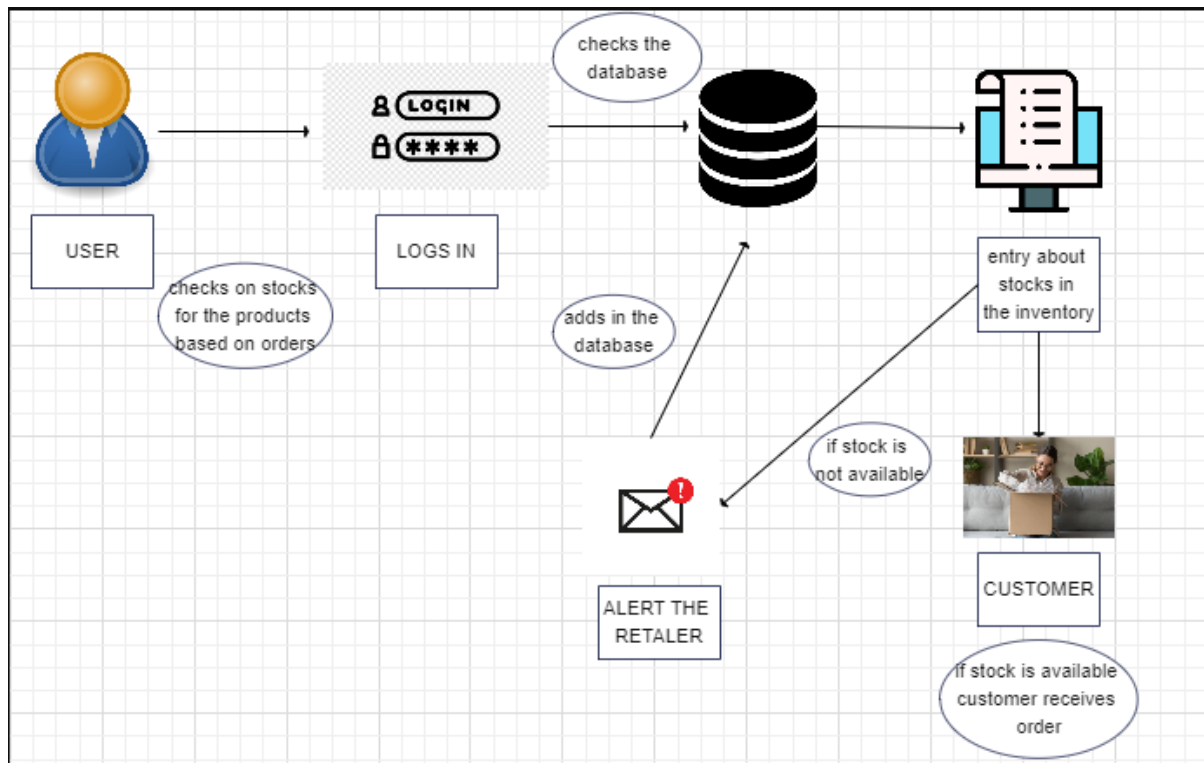 checks the
database
LOGIN
****
USER
LOGS IN
checks on stocks
for the products
based on orders
entry about
stocks in
the inventory
adds in the
database
if stock is
not available
!
ALERT THE
RETALER
CUSTOMER
if stock is available
customer receives
order